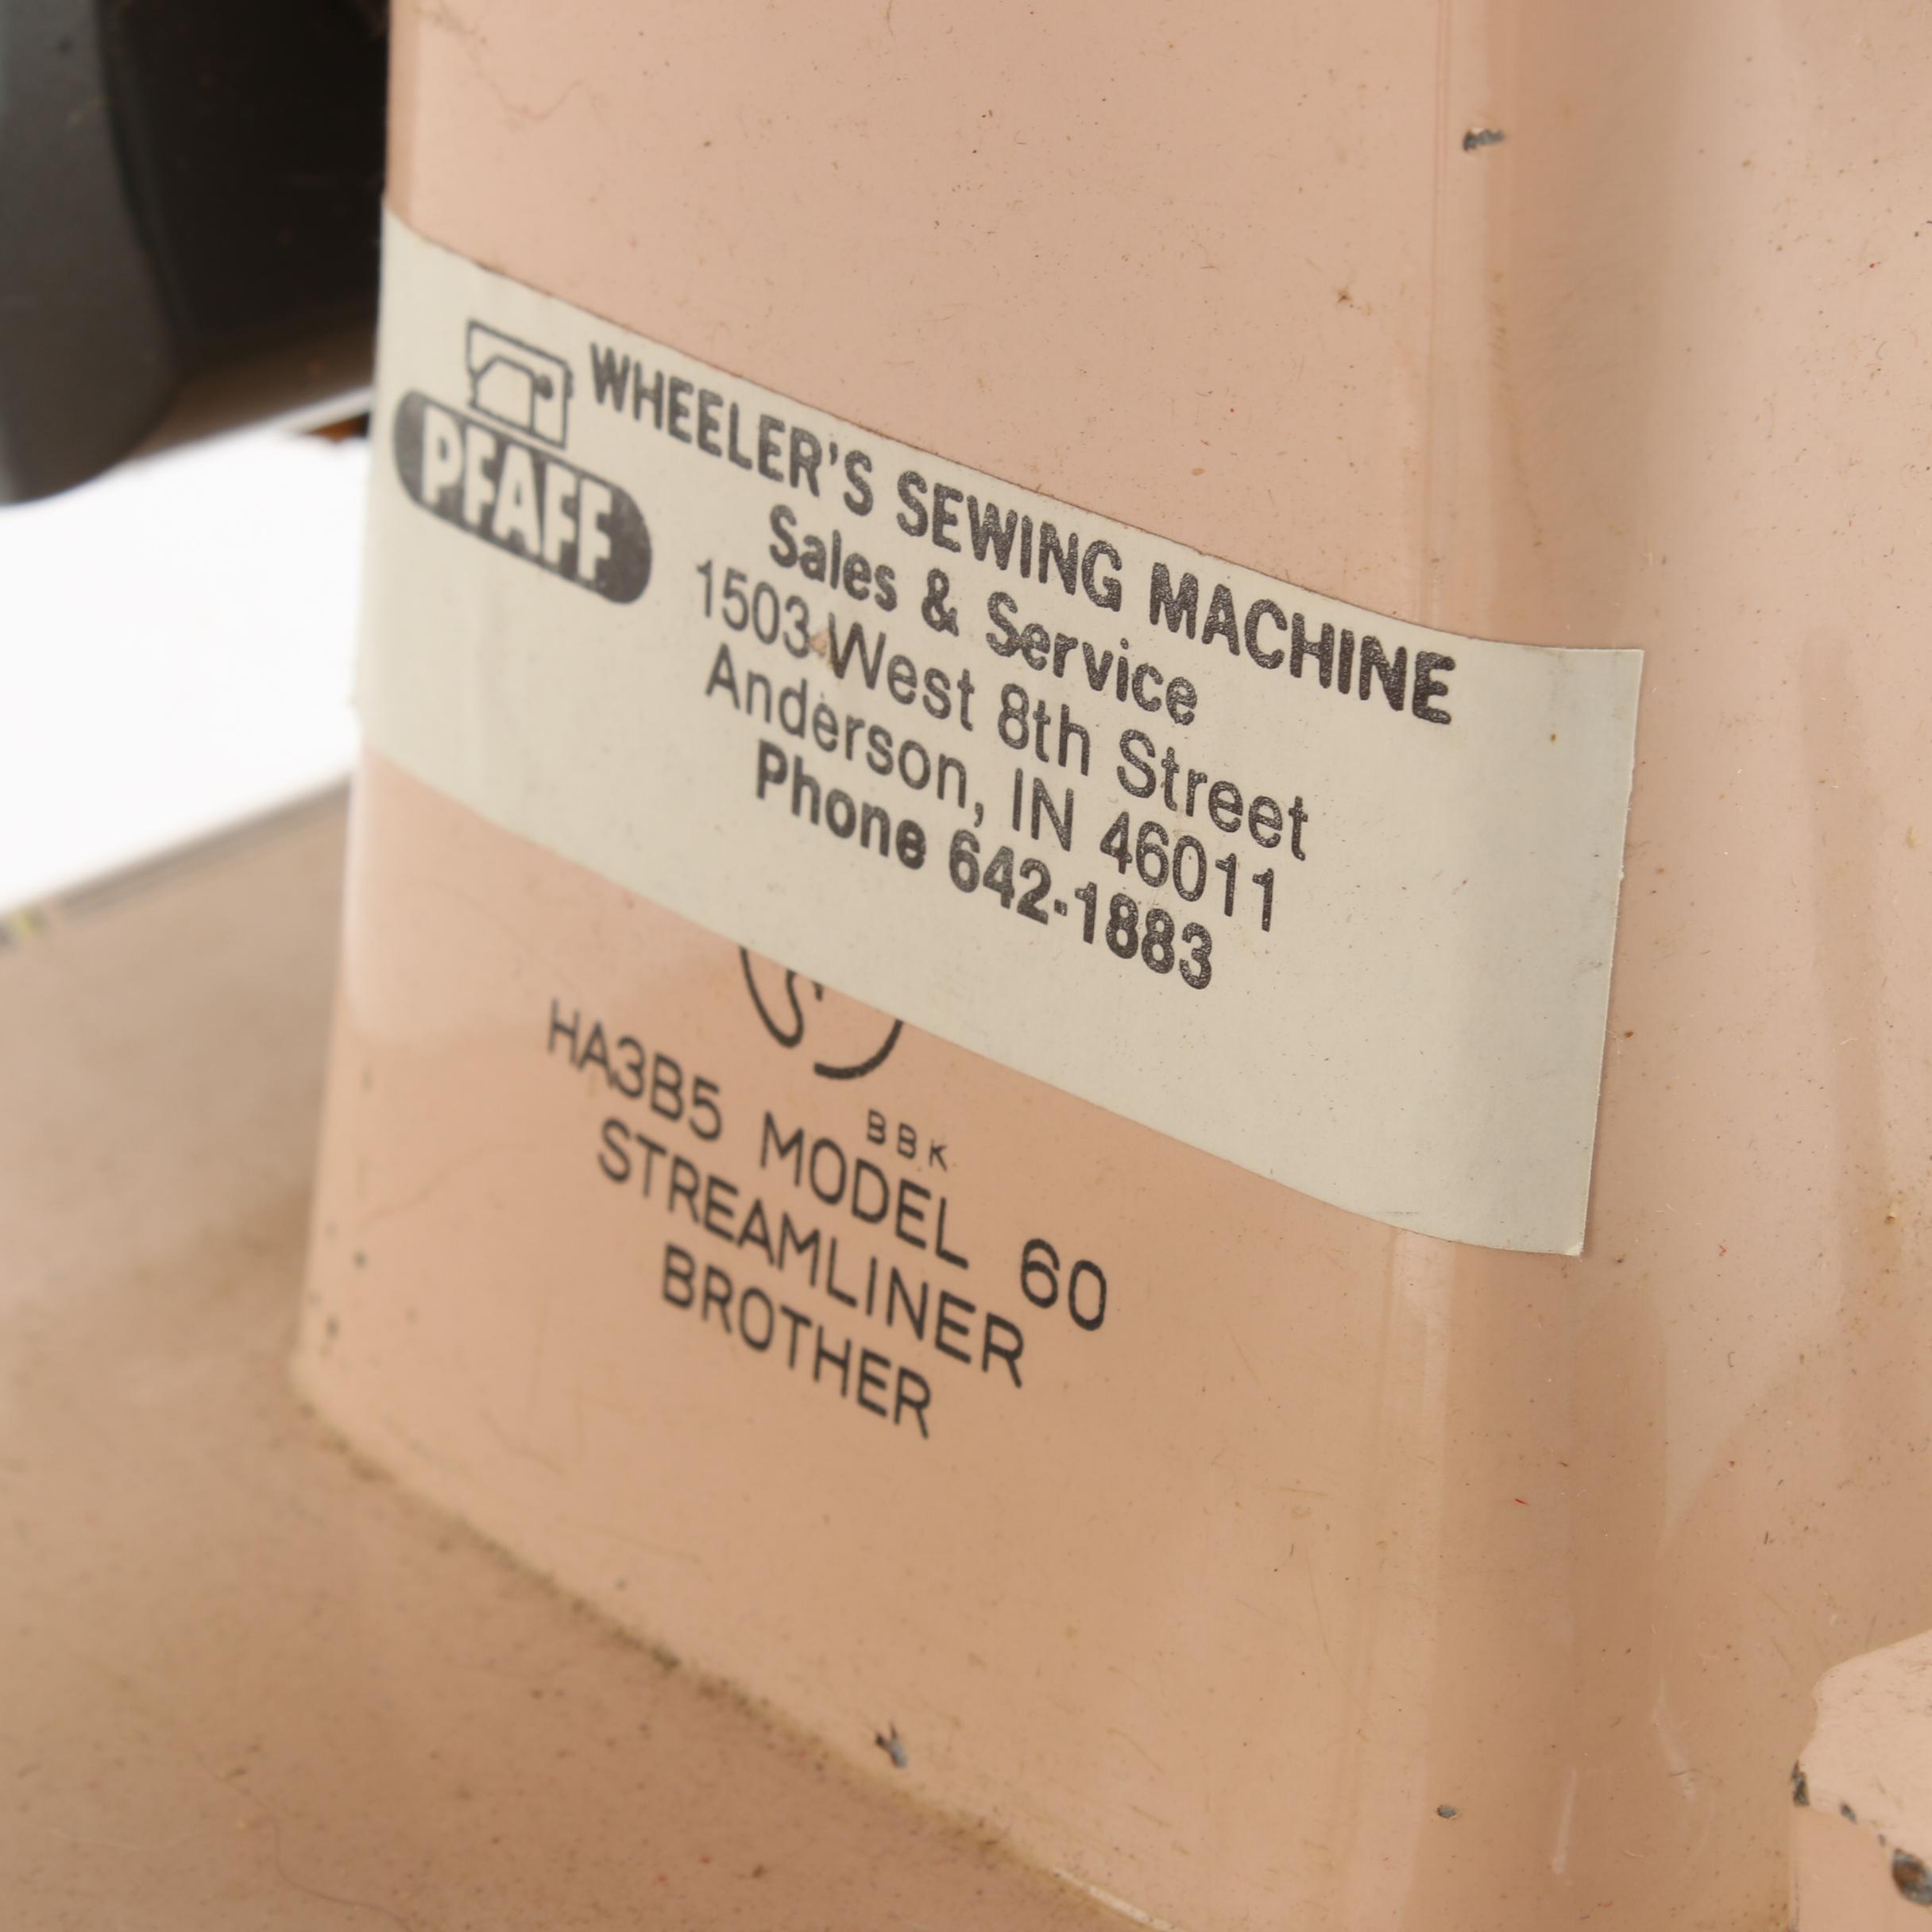 PFAFF
WHEELER'S SEWING MACHINE
Sales & Service
1503 West 8th Street
Anderson, IN 46011
Phone 642-1883
BBK
HA3B5 MODEL 60
STREAMLINER
BROTHER